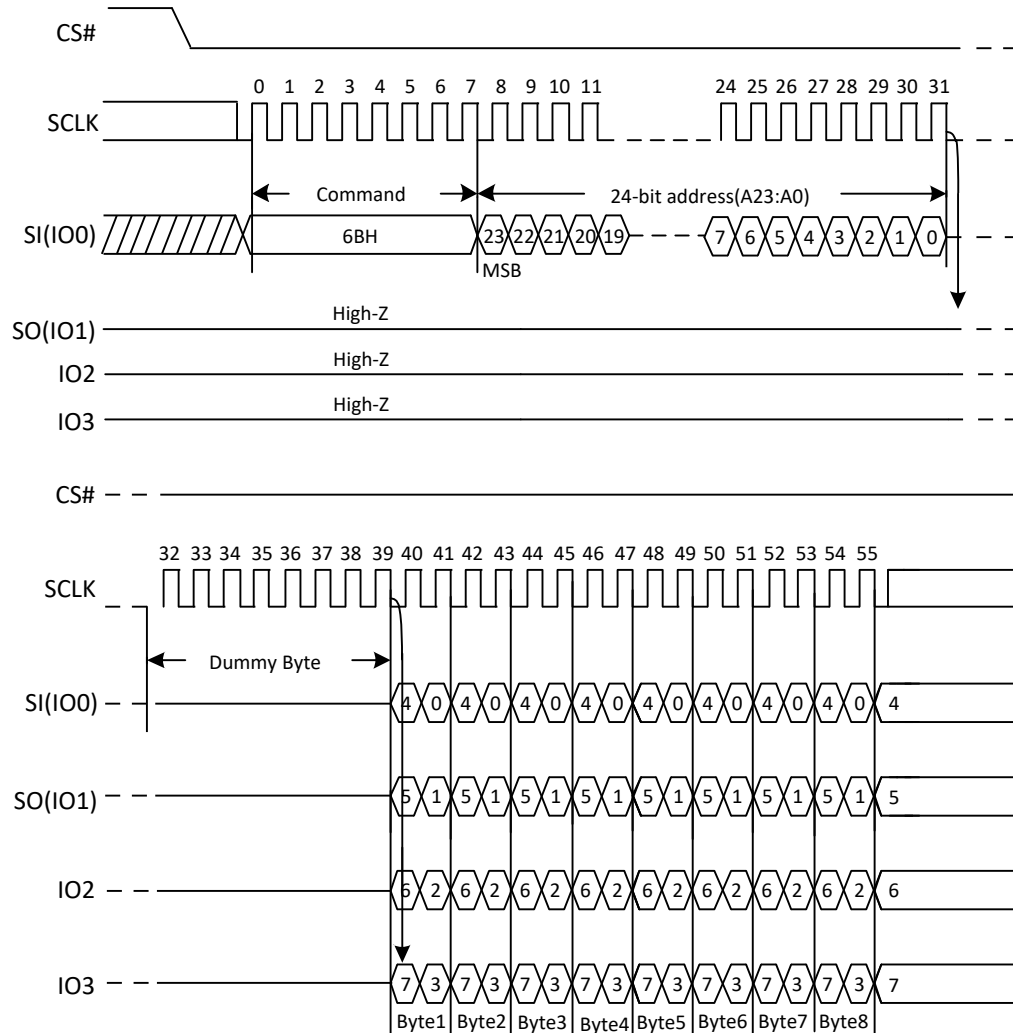 CS#
0 1 2 3 4 5 6 7 8 9 10 11 24 25 26 27 28 29 30 31
SCLK
Command 24-bit address(A23:A0)
SI(IO0) 6BH 23 22 21 20 19 7 6 5 4 3 2 1 0
MSB
High-Z
SO(IO1)
High-Z
IO2
High-Z
IO3
CS#
32 33 34 35 36 37 38 39 40 41 42 43 44 45 46 47 48 49 50 51 52 53 54 55
SCLK
Dummy Byte
SI(IO0) 4 0 4 0 4 0 4 0 4 0 4 0 4 0 4 0 4
SO(IO1) 5 1 5 1 5 1 5 1 5 1 5 1 5 1 5 1 5
IO2 6 2 6 2 6 2 6 2 6 2 6 2 6 2 6 2 6
IO3 7 3 7 3 7 3 7 3 7 3 7 3 7 3 7 3 7
Byte1 Byte2 Byte3 Byte4 Byte5 Byte6 Byte7 Byte8